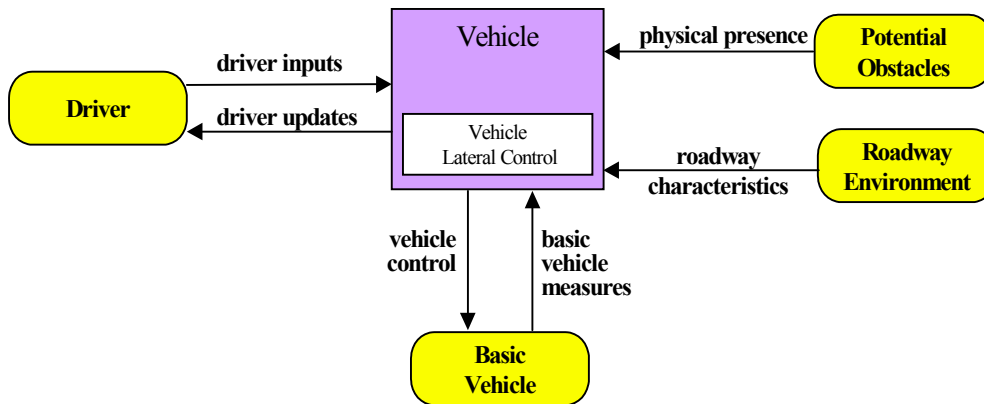 Vehicle
physical presence
Potential
Obstacles
driver inputs
Driver
driver updates
Vehicle
Lateral Control
roadway
characteristics
Roadway
Environment
vehicle
control
basic
vehicle
measures
Basic
Vehicle